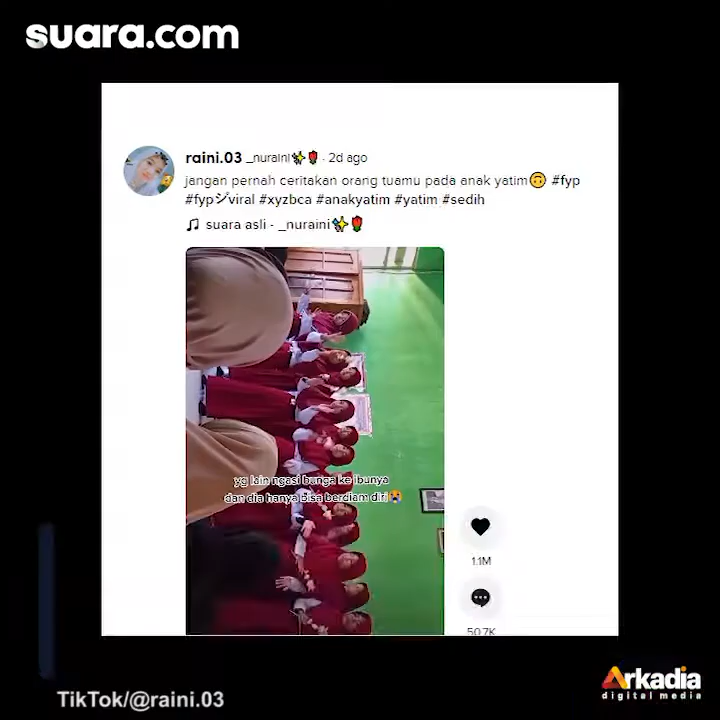 suara.com
raini.03 _nuraini✨🌹 · 2d ago
jangan pernah ceritakan orang tuamu pada anak yatim🙃 #fyp
#fypシviral #xyzbca #anakyatim #yatim #sedih
♫ suara asli - _nuraini✨🌹
yg lain ngasi bunga ke ibunya
dan dia hanya bisa berdiam diri😭
1.1M
50.7K
TikTok/@raini.03
Arkadia
digital media